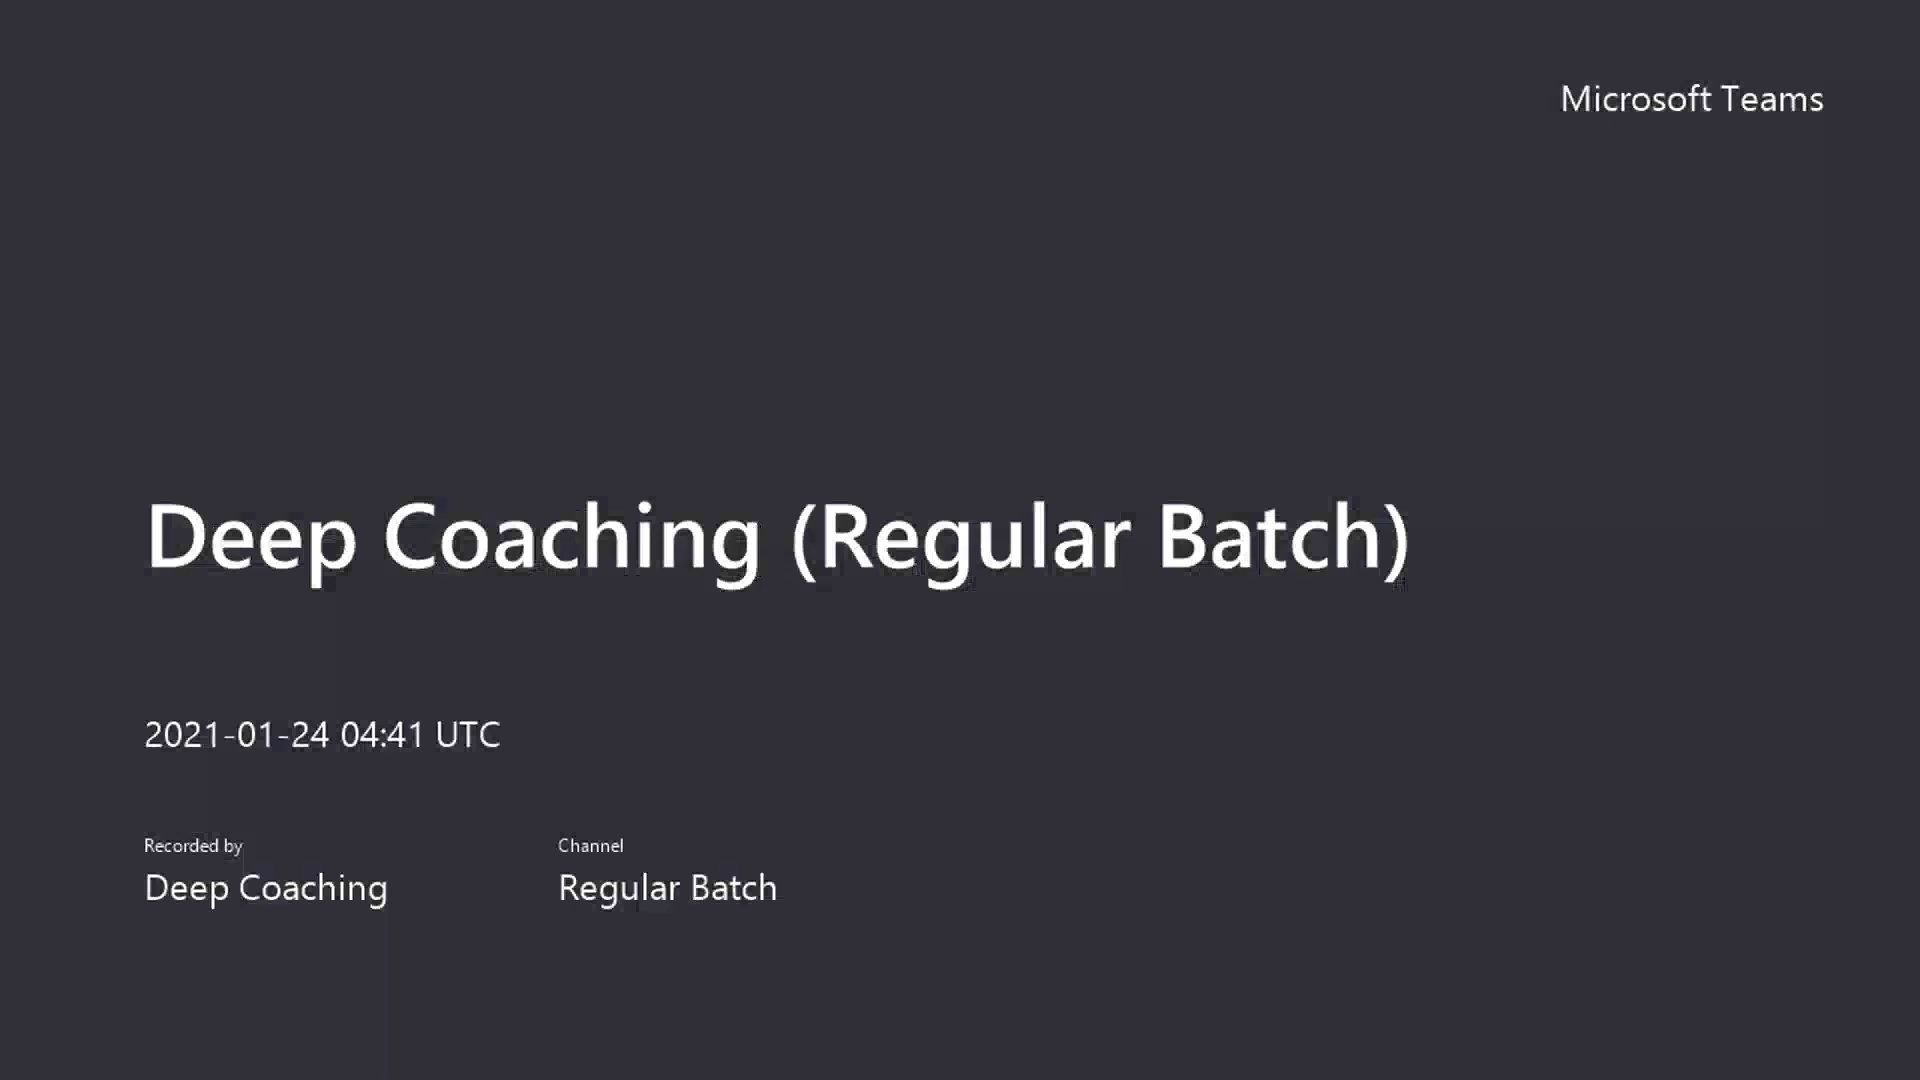 Microsoft Teams
Deep Coaching (Regular Batch)
2021-01-24 04:41 UTC
Recorded by
Deep Coaching
Channel
Regular Batch